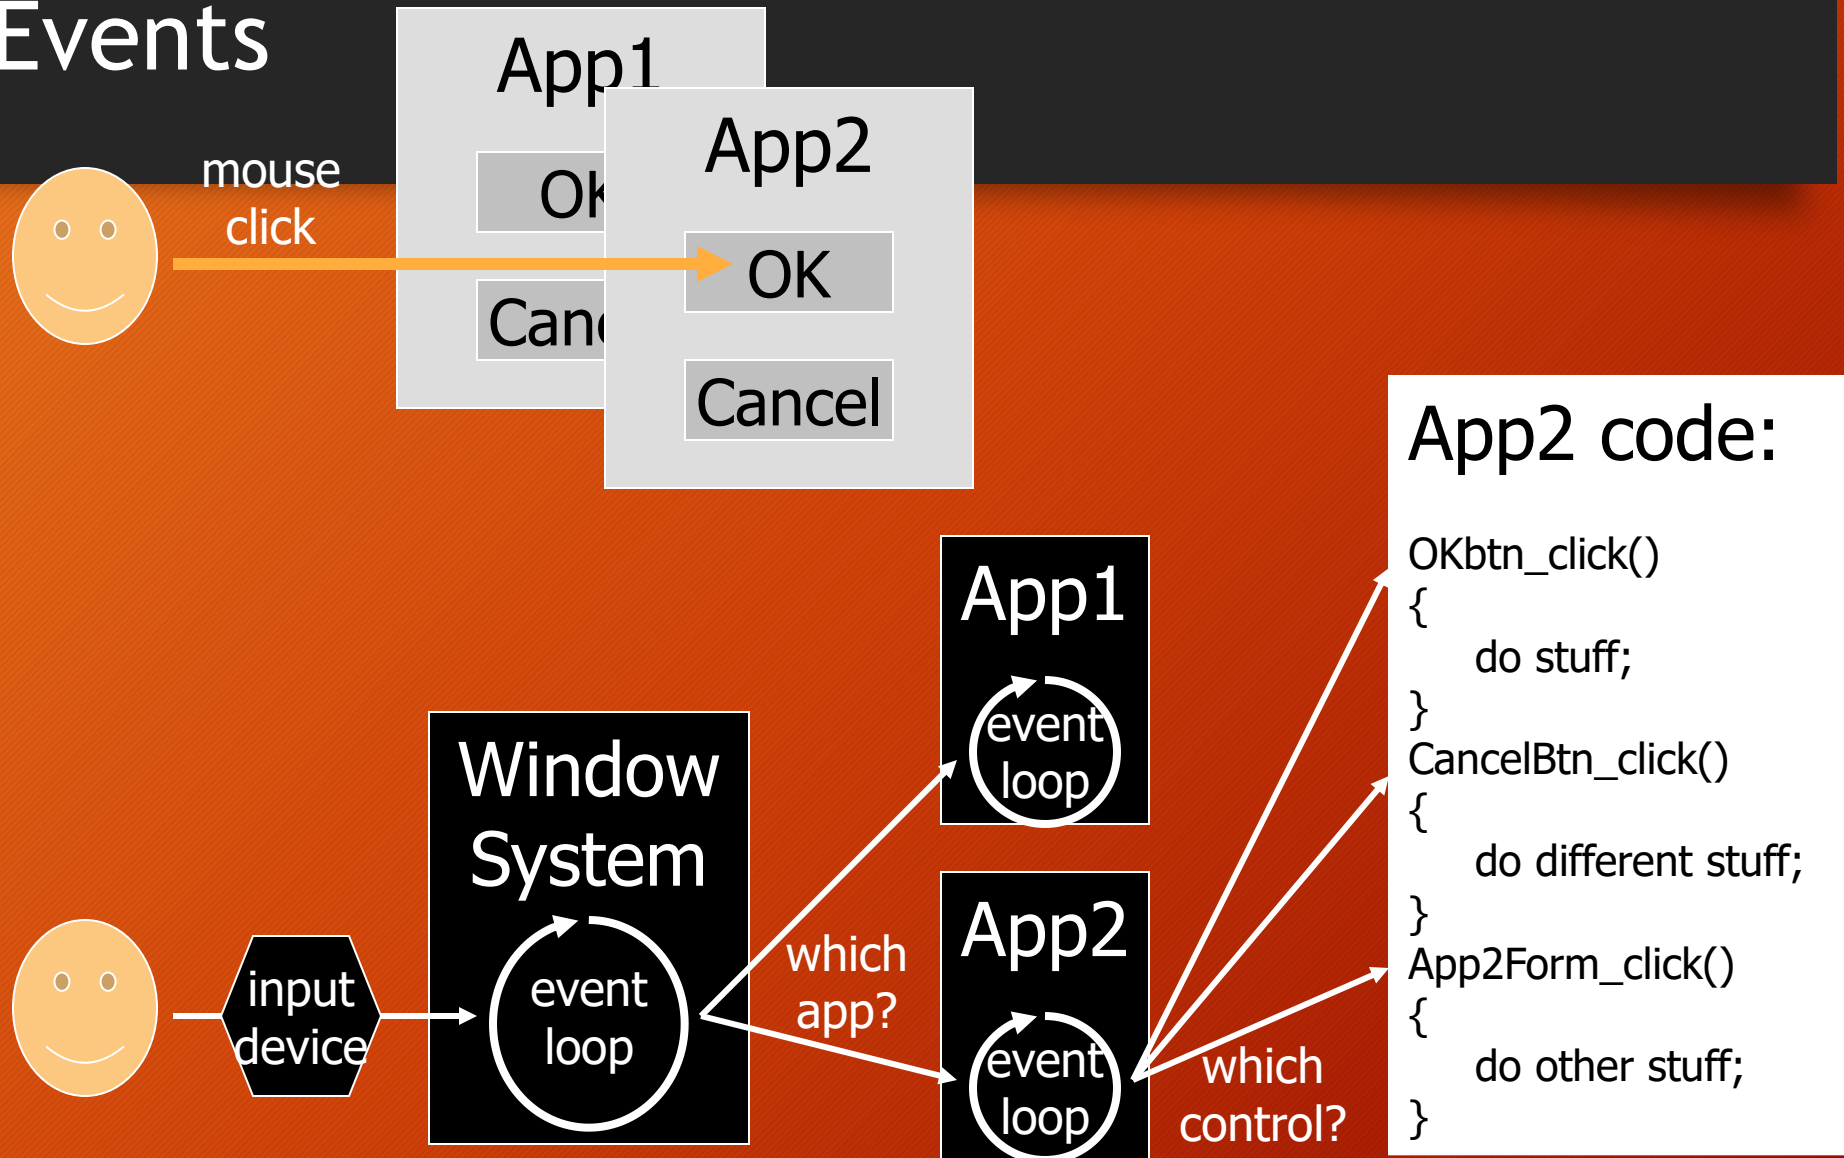 Events
App1
OK
Canc
App2
OK
Cancel
mouse
click
App2 code:
OKbtn_click()
{
do stuff;
}
CancelBtn_click()
{
do different stuff;
}
App2Form_click()
{
do other stuff;
}
App1
event
loop
Window
System
event
loop
which
app?
App2
event
loop
which
control?
input
device